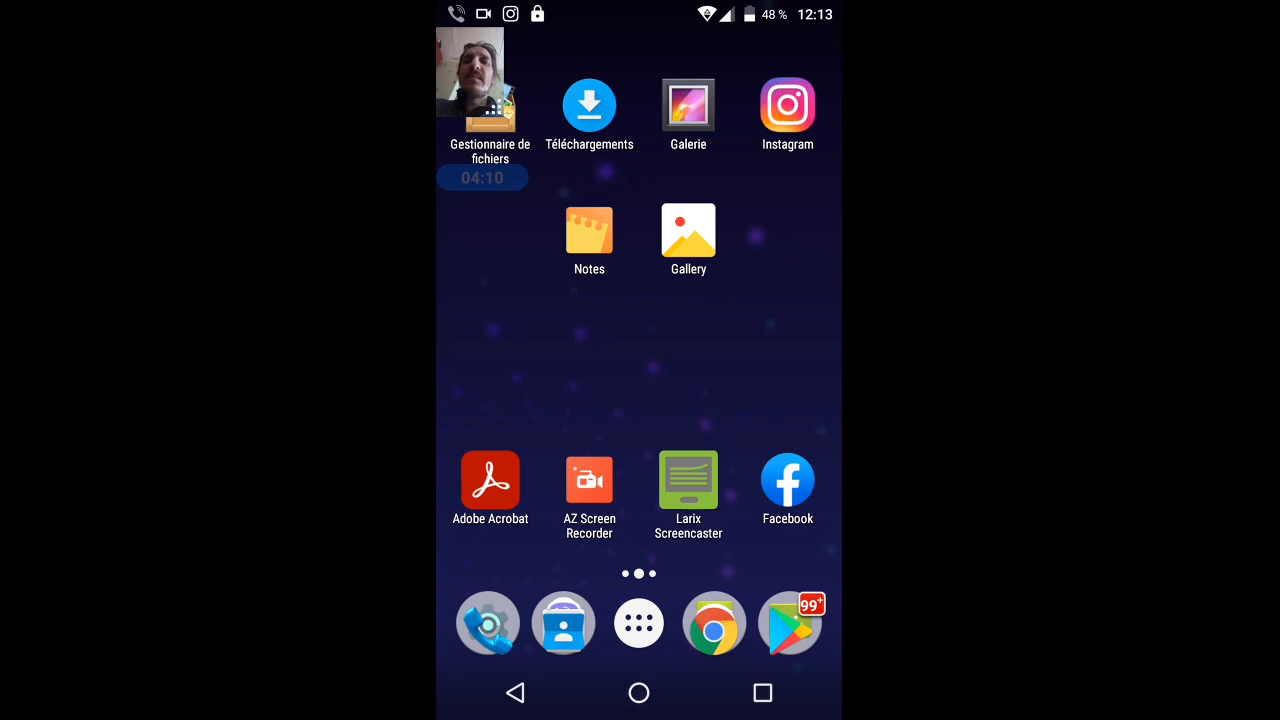 48 % 12:13
Gestionnaire de
fichiers
Téléchargements
Galerie
Instagram
04:10
Notes
Gallery
Adobe Acrobat
AZ Screen
Recorder
Larix
Screencaster
Facebook
99+